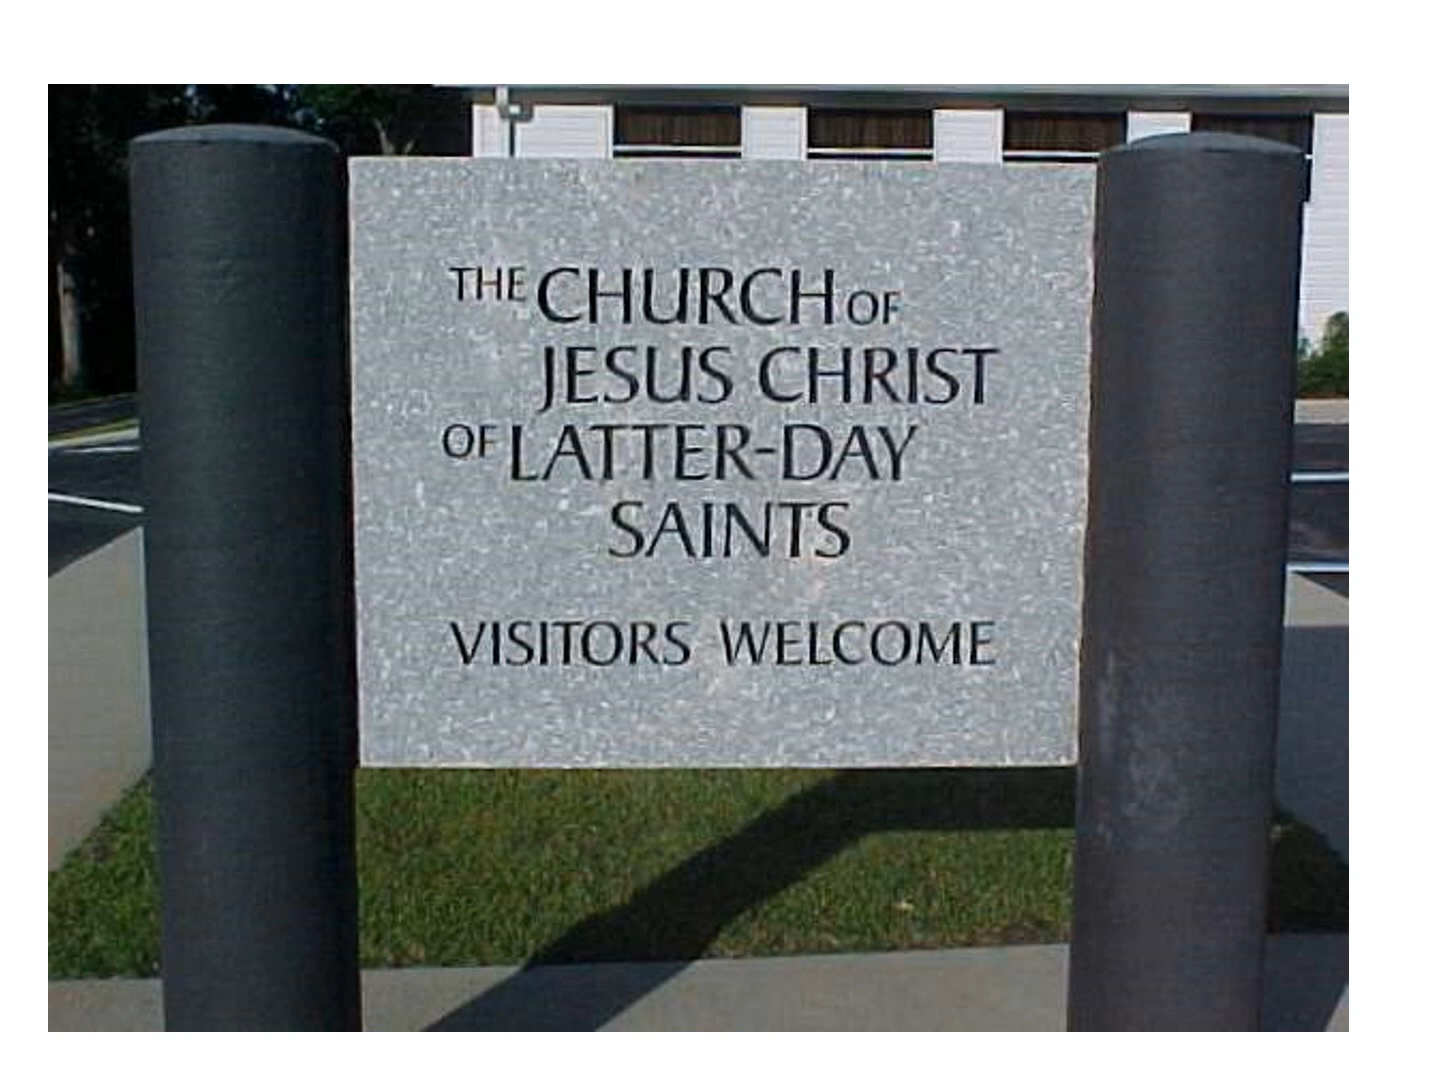 THE CHURCH OF
JESUS CHRIST
OF LATTER-DAY
SAINTS
VISITORS WELCOME